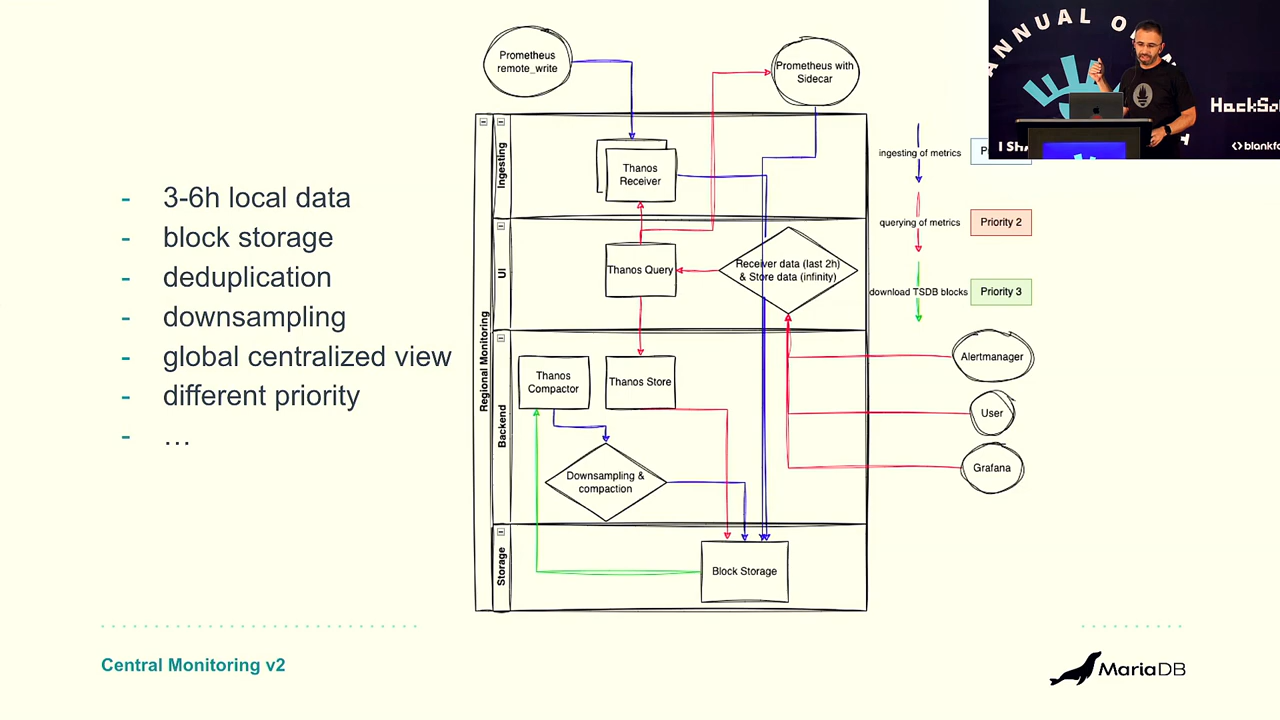 - 3-6h local data
- block storage
- deduplication
- downsampling
- global centralized view
- different priority
- …
Prometheus
remote_write
Prometheus with
Sidecar
Regional Monitoring
Ingesting
Thanos
Receiver
UI
Thanos Query
Receiver data (last 2h)
& Store data (infinity)
Backend
Thanos
Compactor
Thanos Store
Downsampling &
compaction
Storage
Block Storage
ingesting of metrics
querying of metrics
Priority 2
download TSDB blocks
Priority 3
Alertmanager
User
Grafana
ANNUAL
I
HackSo
blankf
Central Monitoring v2
MariaDB